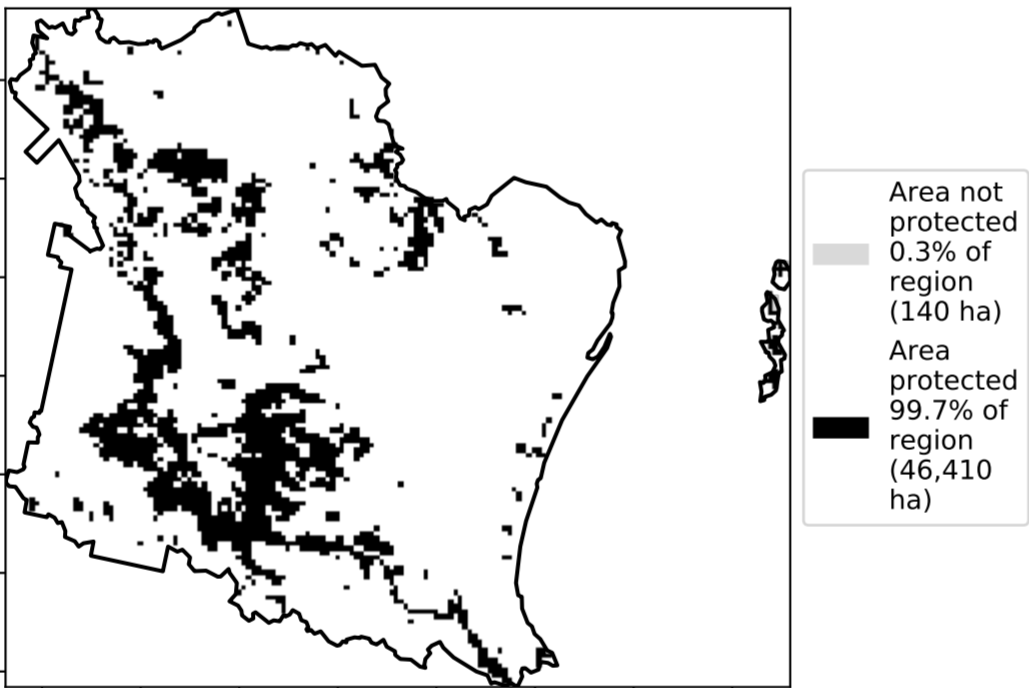 Area not
protected
0.3% of
region
(140 ha)
Area
protected
99.7% of
region
(46,410
ha)